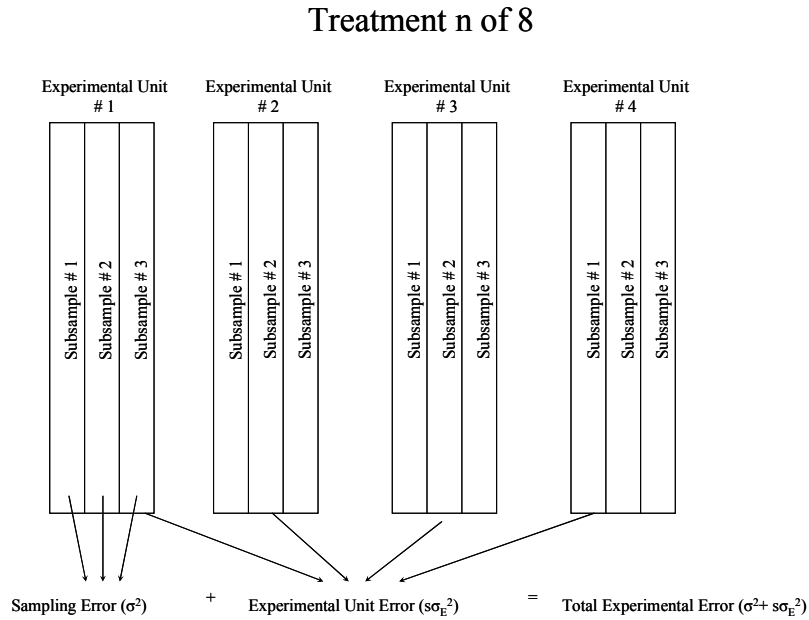 Treatment n of 8
Experimental Unit
# 1
Experimental Unit
# 2
Experimental Unit
# 3
Experimental Unit
# 4
Subsample # 1
Subsample # 2
Subsample # 3
Subsample # 1
Subsample # 2
Subsample # 3
Subsample # 1
Subsample # 2
Subsample # 3
Subsample # 1
Subsample # 2
Subsample # 3
Sampling Error (σ²) + Experimental Unit Error (sσ_E²) = Total Experimental Error (σ²+ sσ_E²)